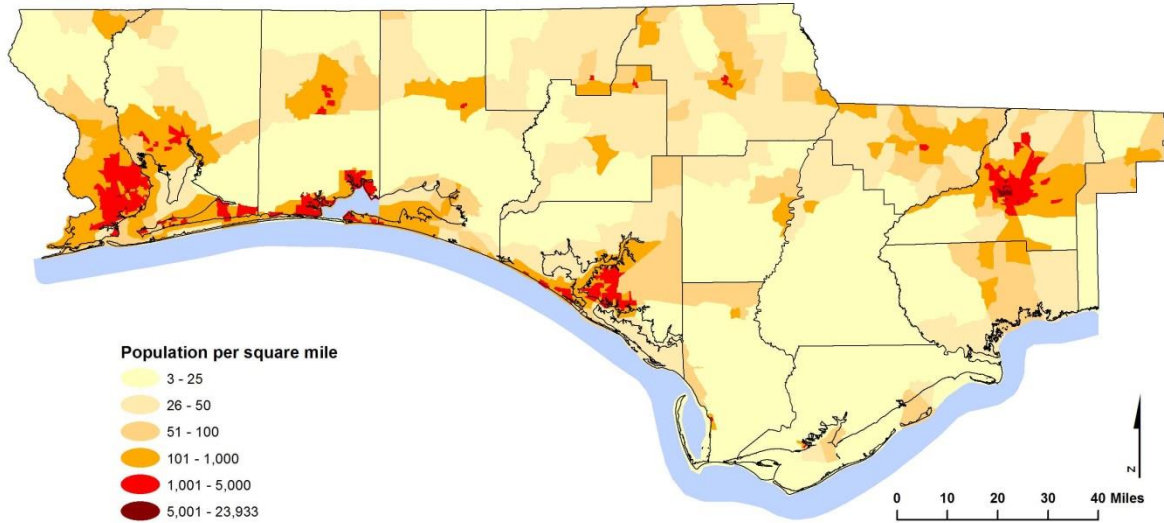 Population per square mile
3 - 25
26 - 50
51 - 100
101 - 1,000
1,001 - 5,000
5,001 - 23,933
N
0 10 20 30 40 Miles